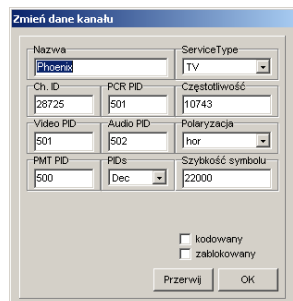 Zmień dane kanału
Nazwa ServiceType
Phoenix TV
Ch. ID PCR PID Częstotliwość
28725 501 10743
Video PID Audio PID Polaryzacja
501 502 hor
PMT PID PIDs Szybkość symbolu
500 Dec 22000
kodowany
zablokowany
Przerwij OK